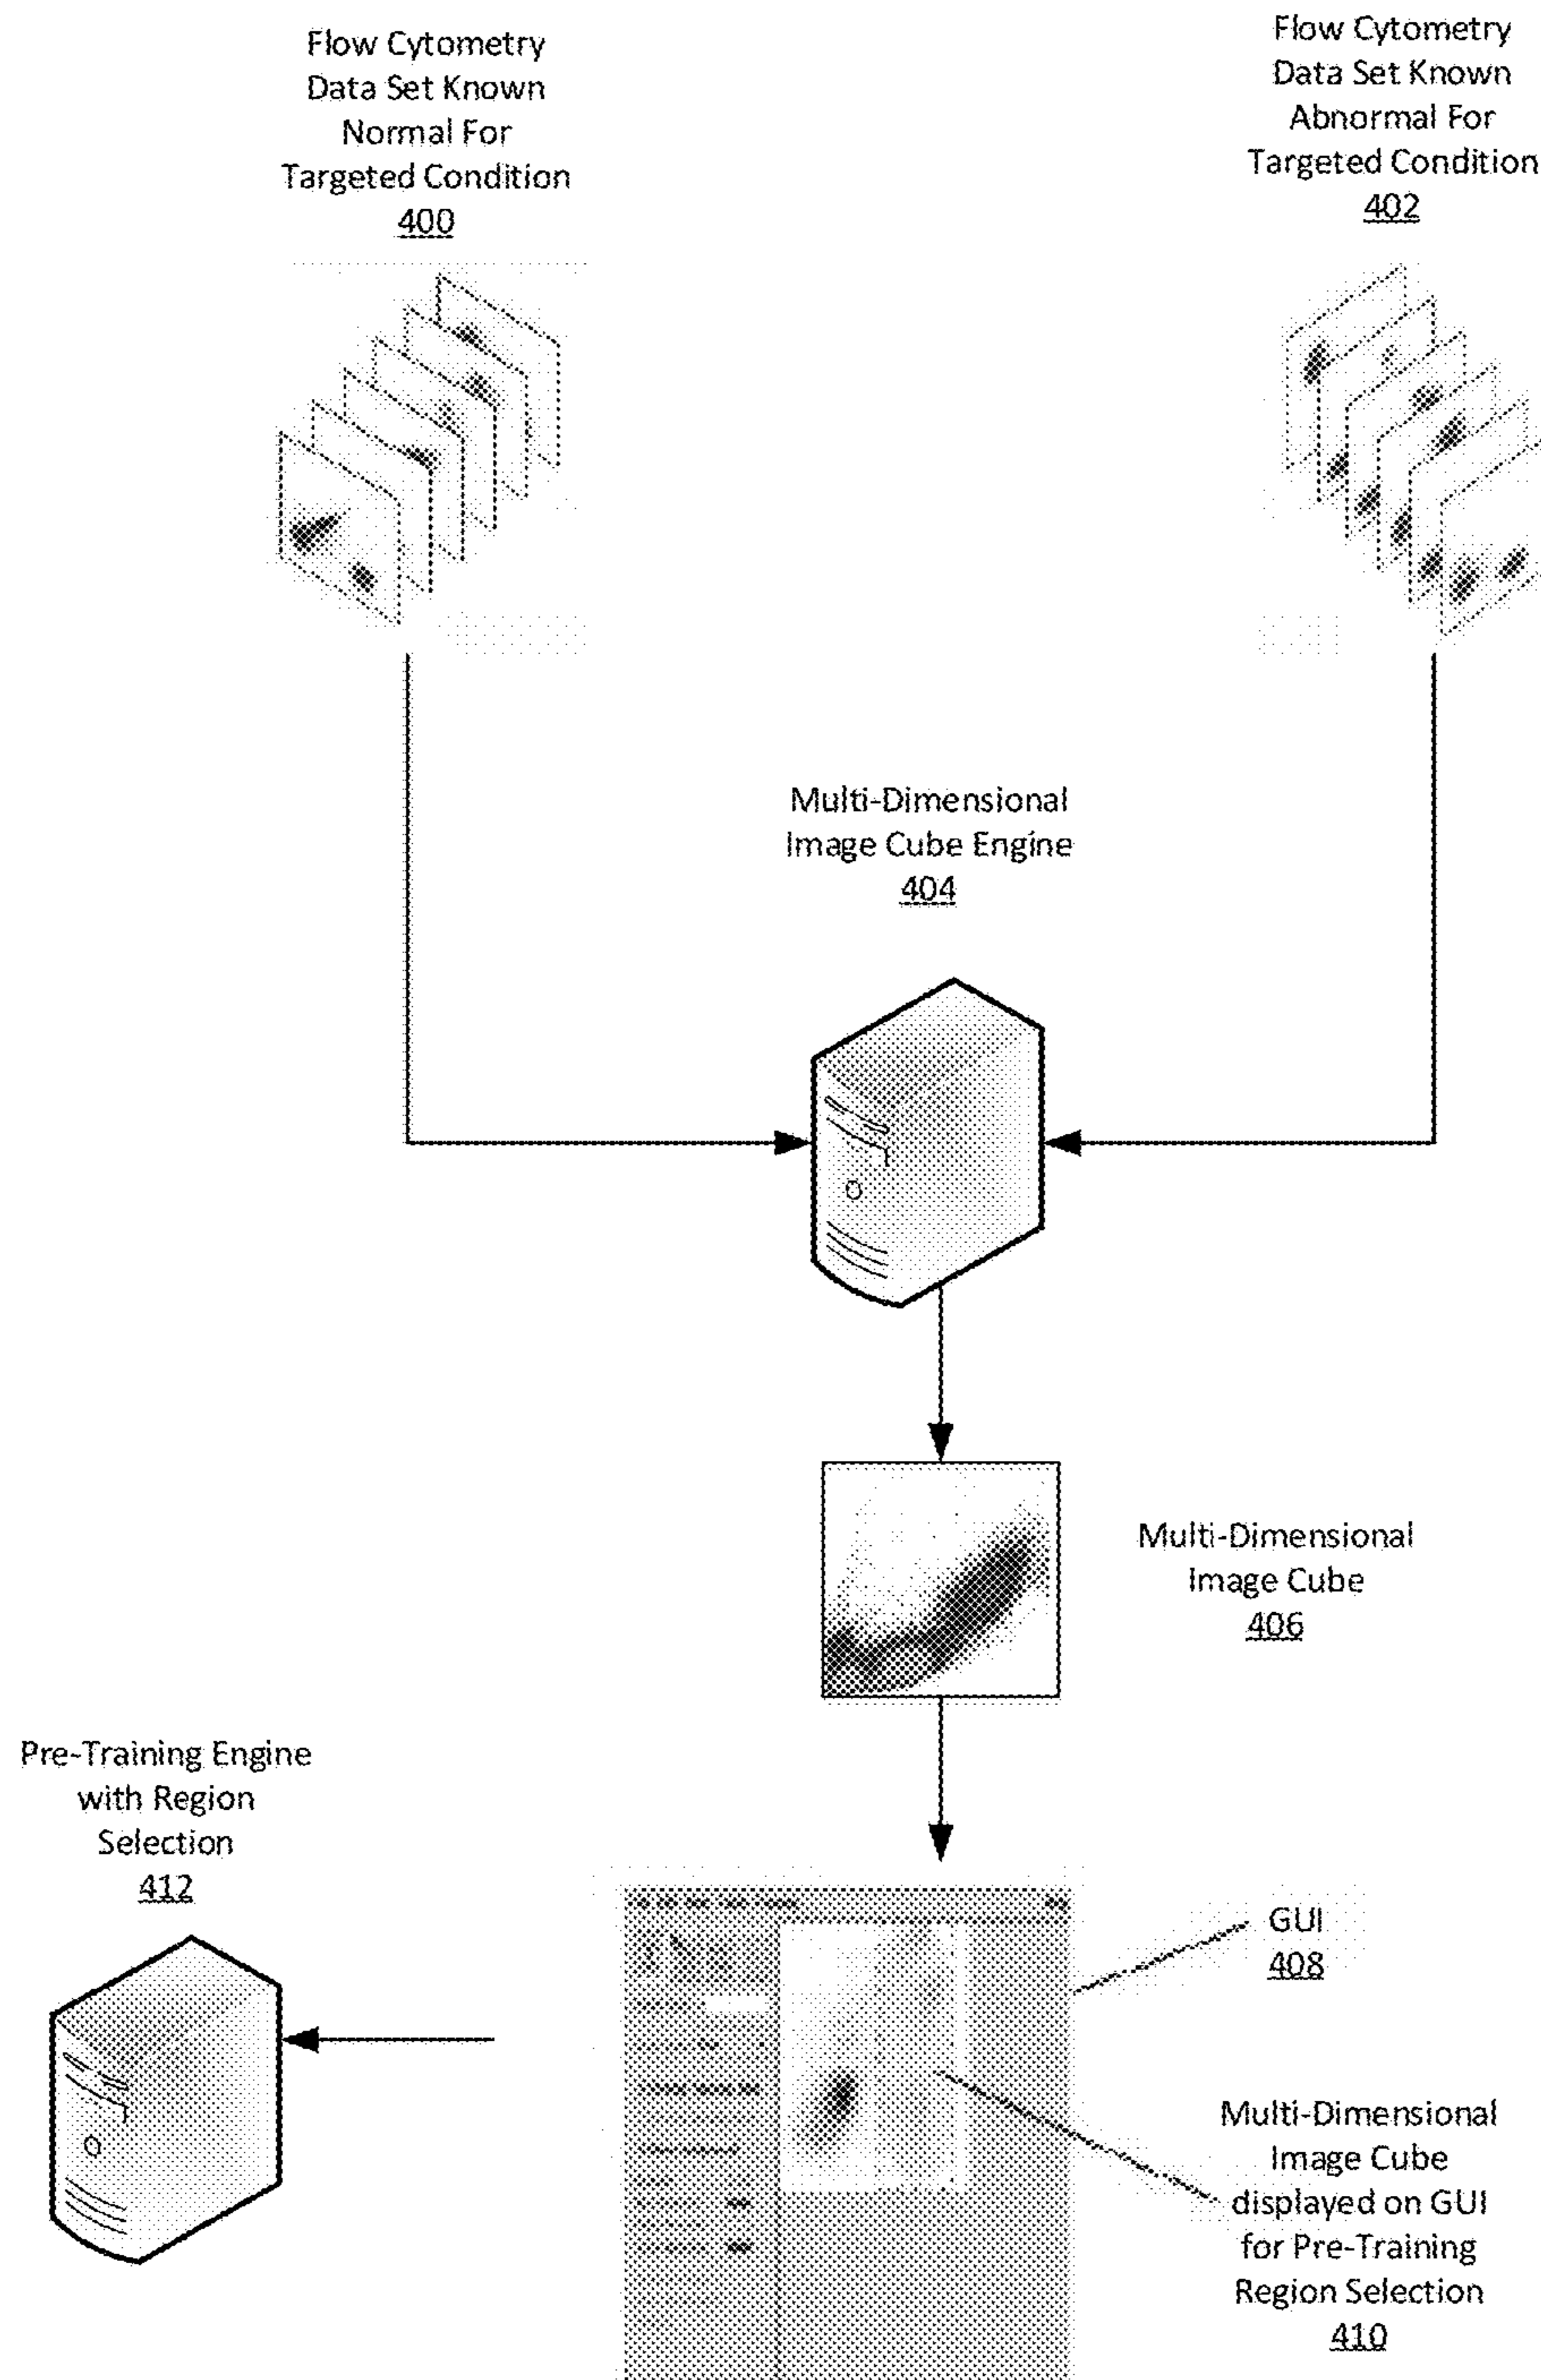 Flow Cytometry
Data Set Known
Normal For
Targeted Condition
400
Flow Cytometry
Data Set Known
Abnormal For
Targeted Condition
402
Multi-Dimensional
Image Cube Engine
404
Multi-Dimensional
Image Cube
406
Pre-Training Engine
with Region
Selection
412
GUI
408
Multi-Dimensional
Image Cube
displayed on GUI
for Pre-Training
Region Selection
410